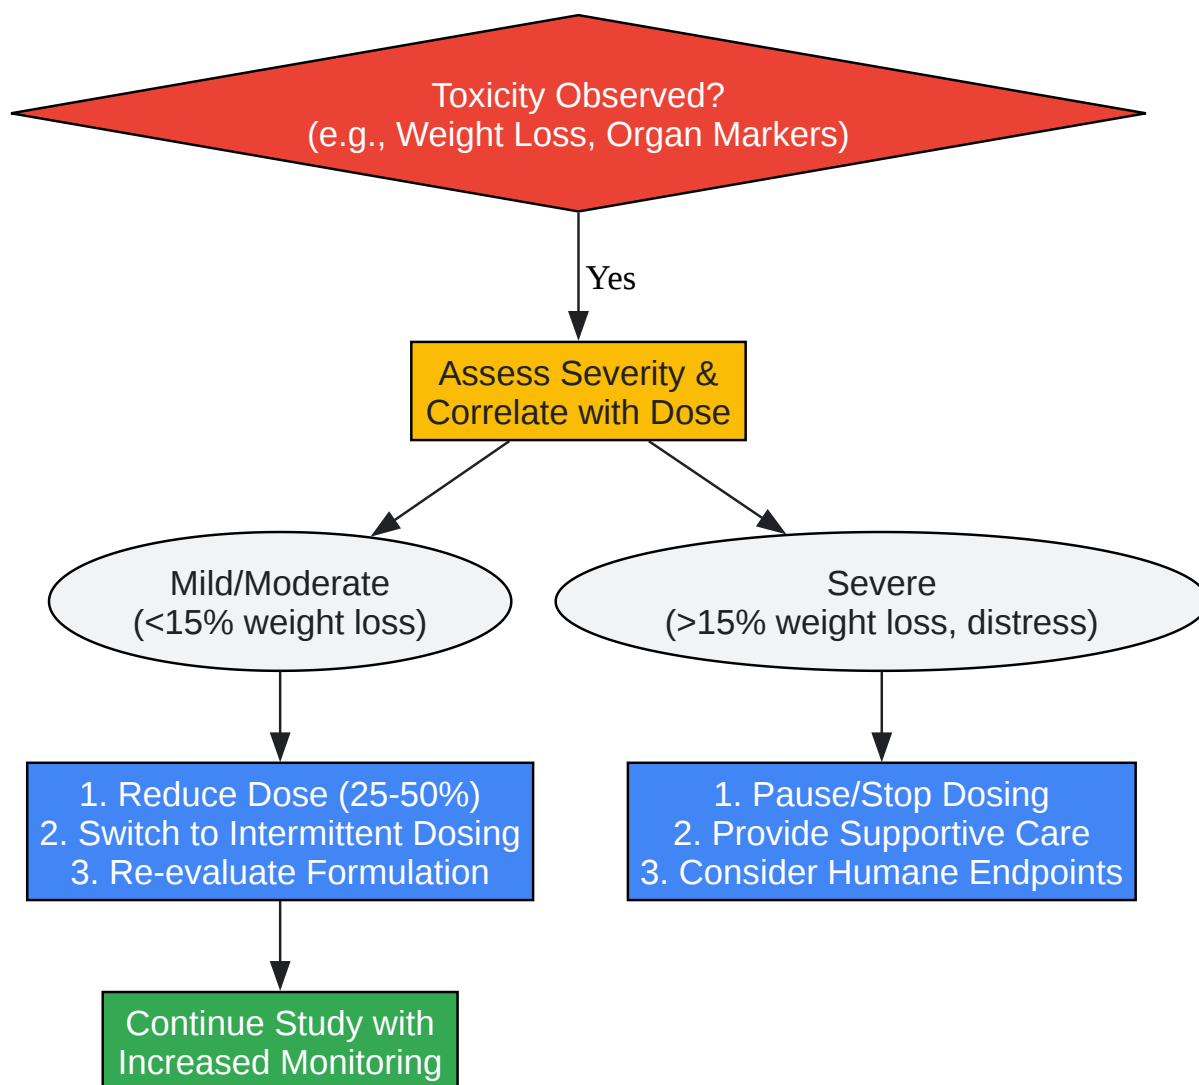 Toxicity Observed?
(e.g., Weight Loss, Organ Markers)
Yes
Assess Severity &
Correlate with Dose
Mild/Moderate
(<15% weight loss)
Severe
(>15% weight loss, distress)
1. Reduce Dose (25-50%)
2. Switch to Intermittent Dosing
3. Re-evaluate Formulation
1. Pause/Stop Dosing
2. Provide Supportive Care
3. Consider Humane Endpoints
Continue Study with
Increased Monitoring